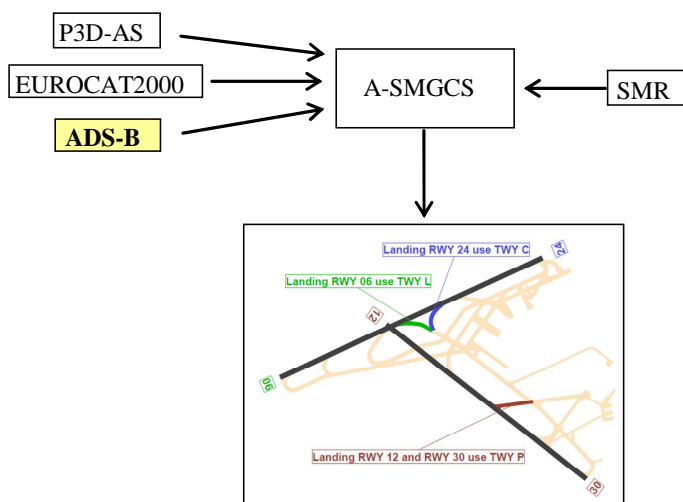 P3D-AS
EUROCAT2000
A-SMGCS
SMR
ADS-B
24
Landing RWY 24 use TWY C
Landing RWY 06 use TWY L
12
06
Landing RWY 12 and RWY 30 use TWY P
30